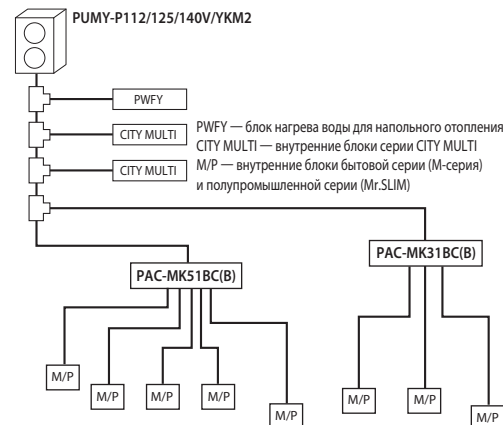 PUMY-P112/125/140V/YKM2
PWFY
CITY MULTI
CITY MULTI
PWFY — блок нагрева воды для напольного отопления
CITY MULTI — внутренние блоки серии CITY MULTI
M/P — внутренние блоки бытовой серии (М-серия)
и полупромышленной серии (Mr.SLIM)
PAC-MK51BC(B)
PAC-MK31BC(B)
M/P
M/P
M/P
M/P
M/P
M/P
M/P
M/P